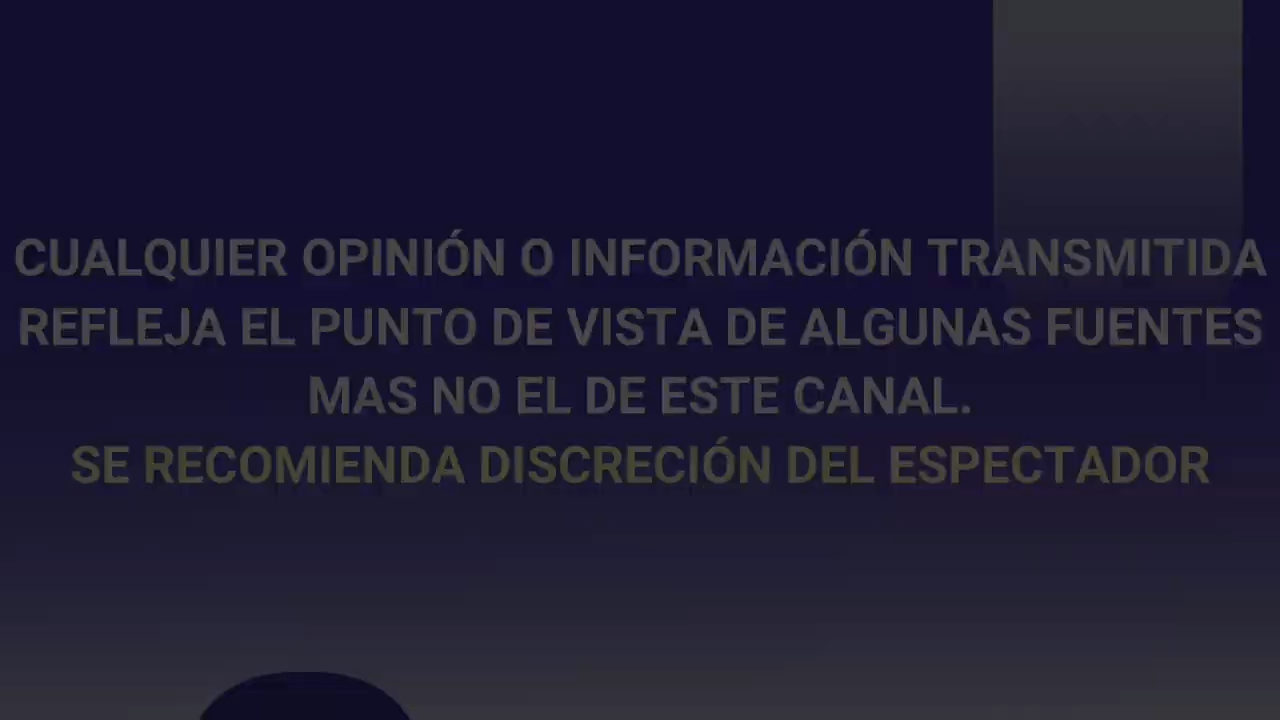 CUALQUIER OPINIÓN O INFORMACIÓN TRANSMITIDA
REFLEJA EL PUNTO DE VISTA DE ALGUNAS FUENTES
MAS NO EL DE ESTE CANAL.
SE RECOMIENDA DISCRECIÓN DEL ESPECTADOR